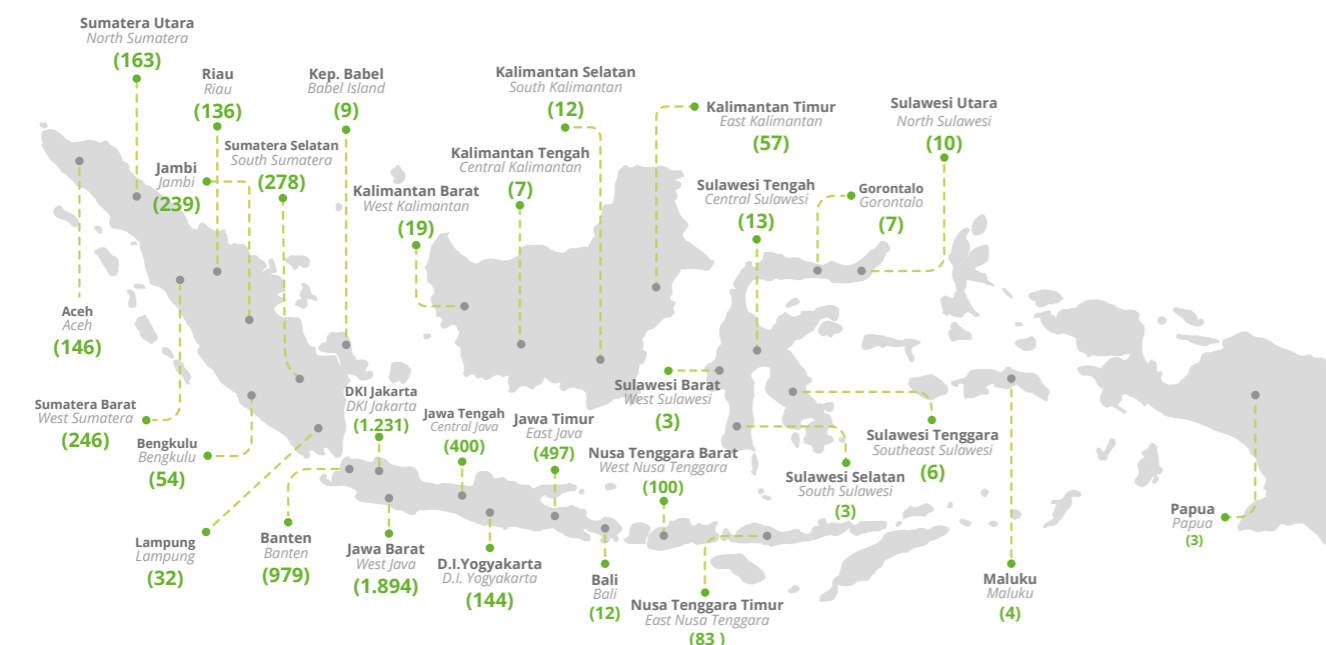 Sumatera Utara
North Sumatera
(163)
Riau
Riau
(136)
Kep. Babel
Babel Island
(9)
Kalimantan Selatan
South Kalimantan
(12)
Kalimantan Timur
East Kalimantan
(57)
Sulawesi Utara
North Sulawesi
(10)
Jambi
Jambi
(239)
Sumatera Selatan
South Sumatera
(278)
Kalimantan Barat
West Kalimantan
(19)
Kalimantan Tengah
Central Kalimantan
(7)
Sulawesi Tengah
Central Sulawesi
(13)
Gorontalo
Gorontalo
(7)
Aceh
Aceh
(146)
Sumatera Barat
West Sumatera
(246)
Bengkulu
Bengkulu
(54)
DKI Jakarta
DKI Jakarta
(1.231)
Jawa Tengah
Central Java
(400)
Jawa Timur
East Java
(497)
Sulawesi Barat
West Sulawesi
(3)
Nusa Tenggara Barat
West Nusa Tenggara
(100)
Sulawesi Tenggara
Southeast Sulawesi
(6)
Sulawesi Selatan
South Sulawesi
(3)
Papua
Papua
(3)
Lampung
Lampung
(32)
Banten
Banten
(979)
Jawa Barat
West Java
(1.894)
D.I.Yogyakarta
D.I. Yogyakarta
(144)
Bali
Bali
(12)
Nusa Tenggara Timur
East Nusa Tenggara
(83 )
Maluku
Maluku
(4)